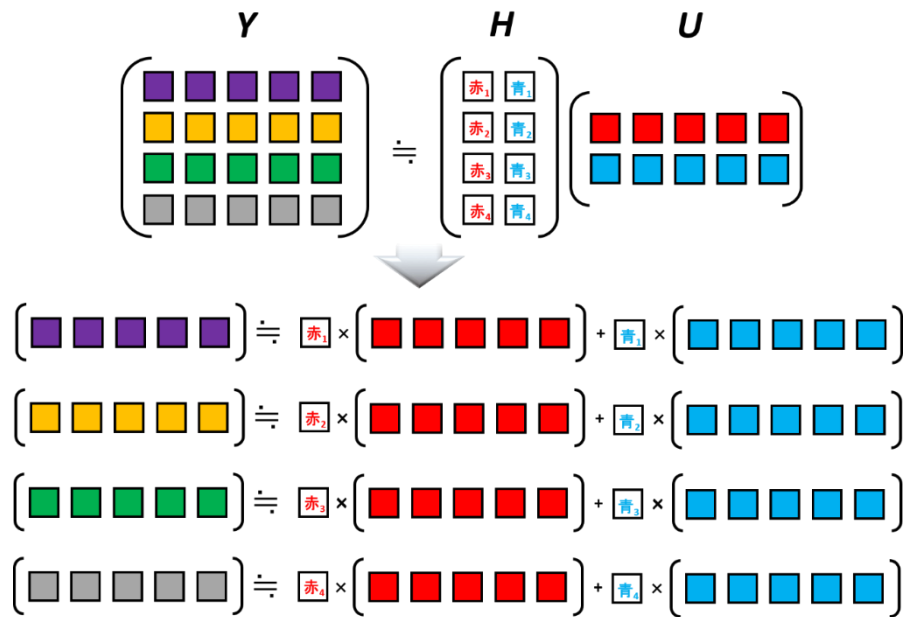 Y H U
赤1 青1
赤2 青2
≒
赤3 青3
赤4 青4
≒ 赤1 × + 青1 ×
≒ 赤2 × + 青2 ×
≒ 赤3 × + 青3 ×
≒ 赤4 × + 青4 ×